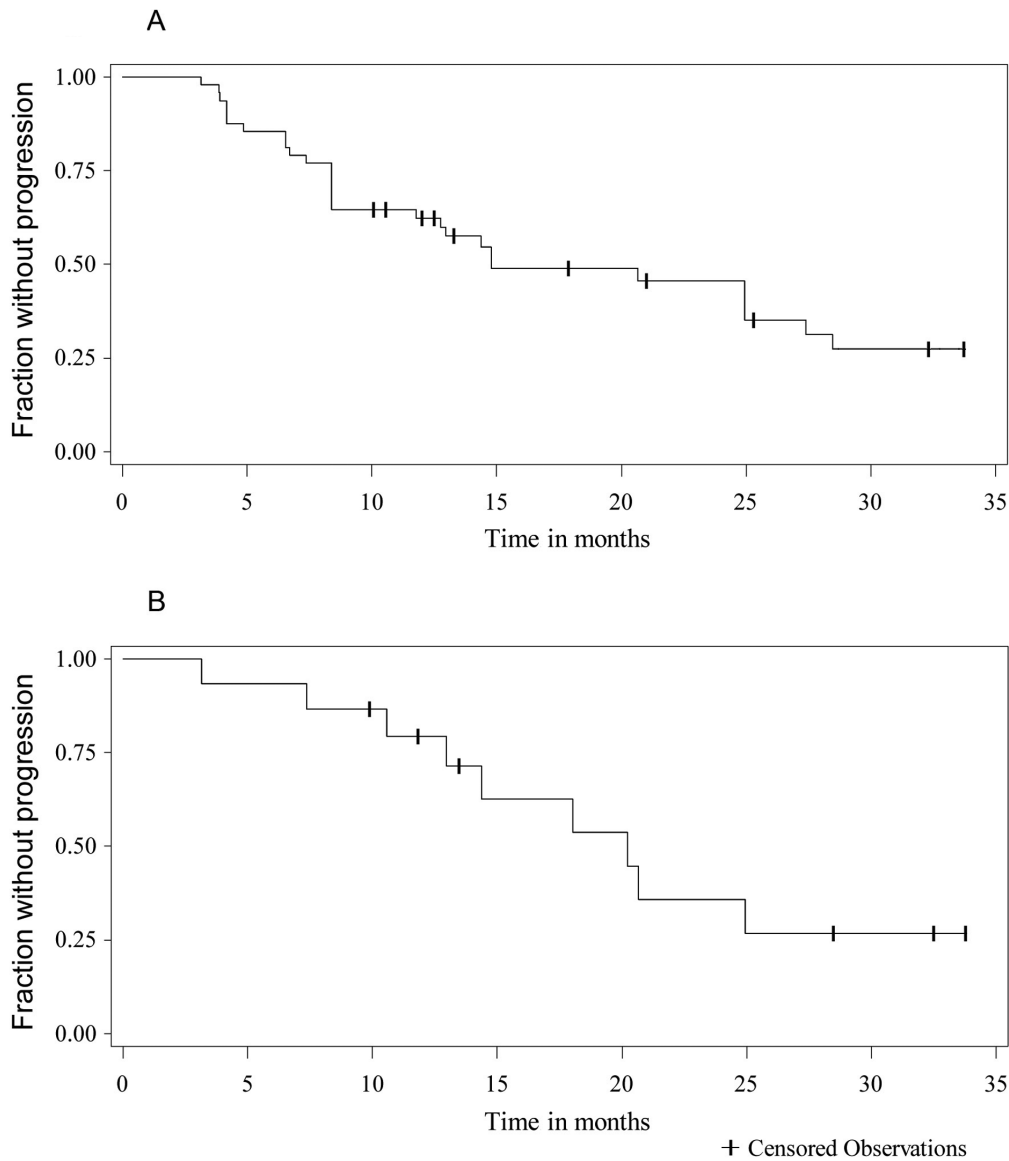 A
Fraction without progression
1.00
0.75
0.50
0.25
0.00
0 5 10 15 20 25 30 35
Time in months
B
Fraction without progression
1.00
0.75
0.50
0.25
0.00
0 5 10 15 20 25 30 35
Time in months
Censored Observations